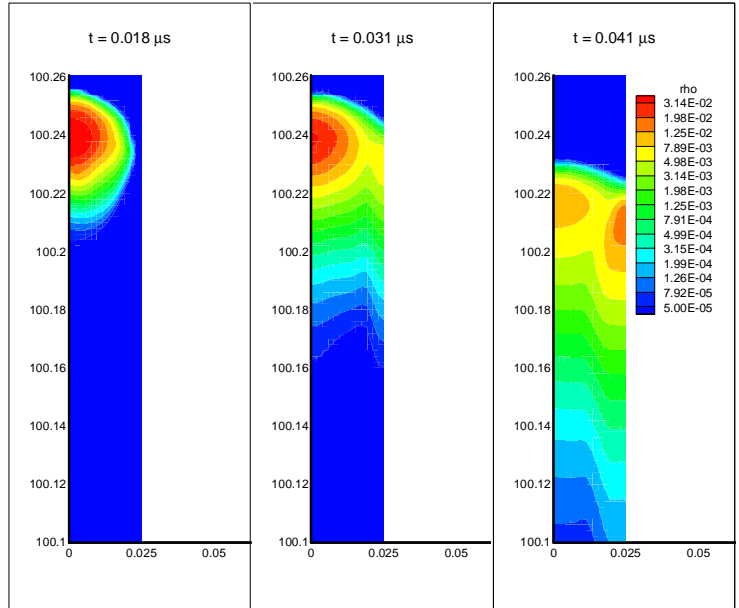 t = 0.018 μs
100.26
100.24
100.22
100.2
100.18
100.16
100.14
100.12
100.1
0
0.025
0.05
t = 0.031 μs
100.26
100.24
100.22
100.2
100.18
100.16
100.14
100.12
100.1
0
0.025
0.05
t = 0.041 μs
100.26
100.24
100.22
100.2
100.18
100.16
100.14
100.12
100.1
0
0.025
0.05
rho
3.14E-02
1.98E-02
1.25E-02
7.89E-03
4.98E-03
3.14E-03
1.98E-03
1.25E-03
7.91E-04
4.99E-04
3.15E-04
1.99E-04
1.26E-04
7.92E-05
5.00E-05